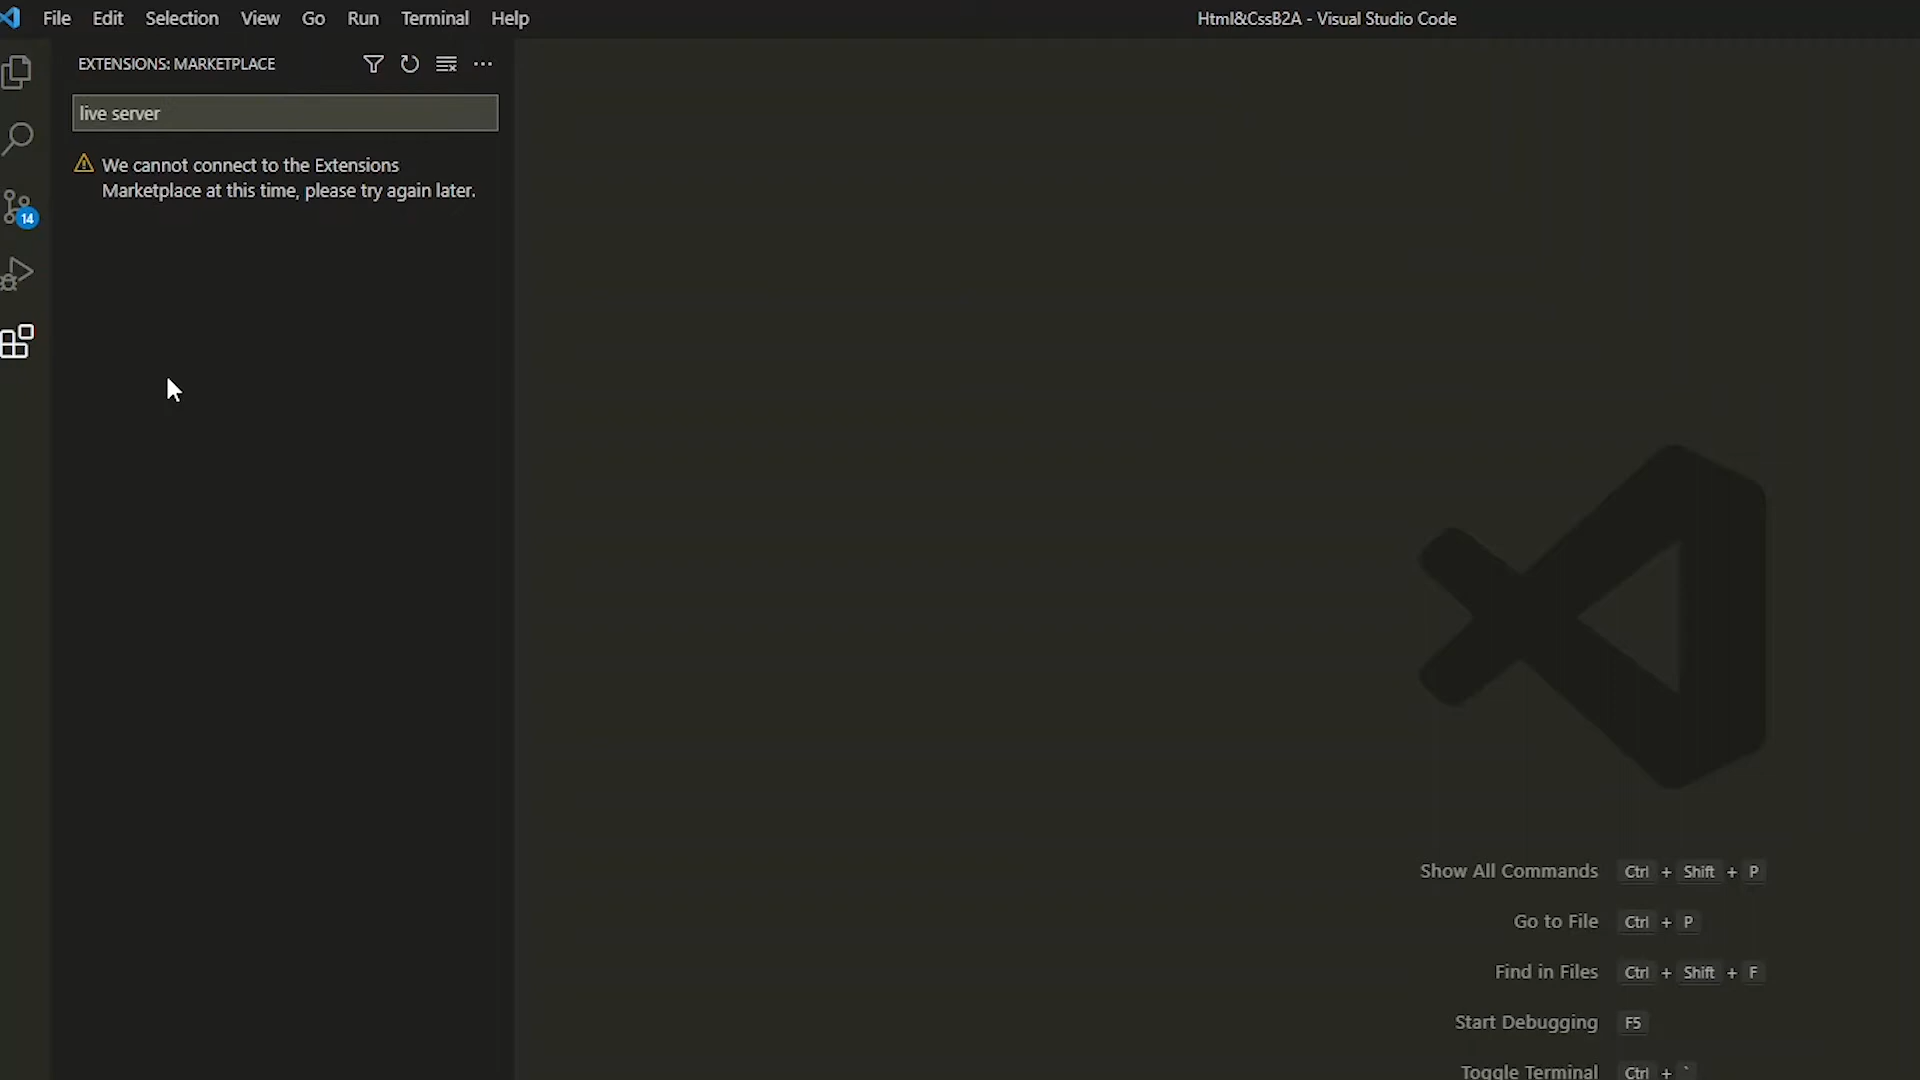 File Edit Selection View Go Run Terminal Help
Html&CssB2A - Visual Studio Code
EXTENSIONS: MARKETPLACE
live server
We cannot connect to the Extensions
Marketplace at this time, please try again later.
14
Show All Commands Ctrl + Shift + P
Go to File Ctrl + P
Find in Files Ctrl + Shift + F
Start Debugging F5
Toggle Terminal Ctrl + `